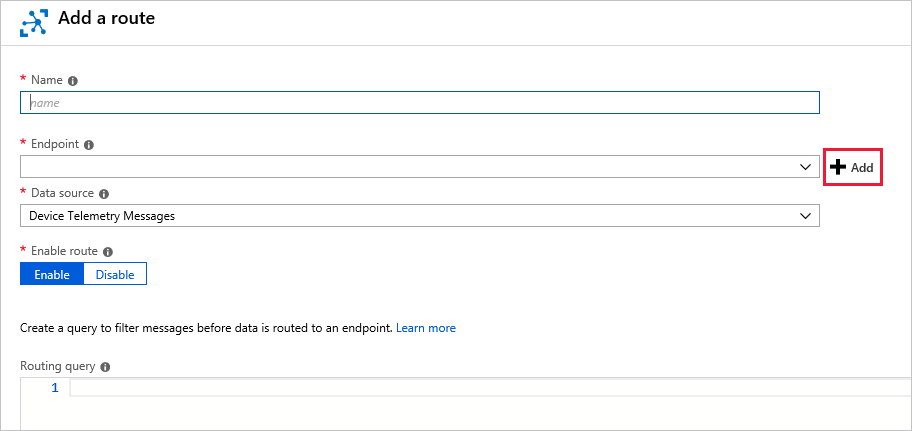 Add a route
* Name
name
* Endpoint
Add
* Data source
Device Telemetry Messages
* Enable route
Enable Disable
Create a query to filter messages before data is routed to an endpoint. Learn more
Routing query
1